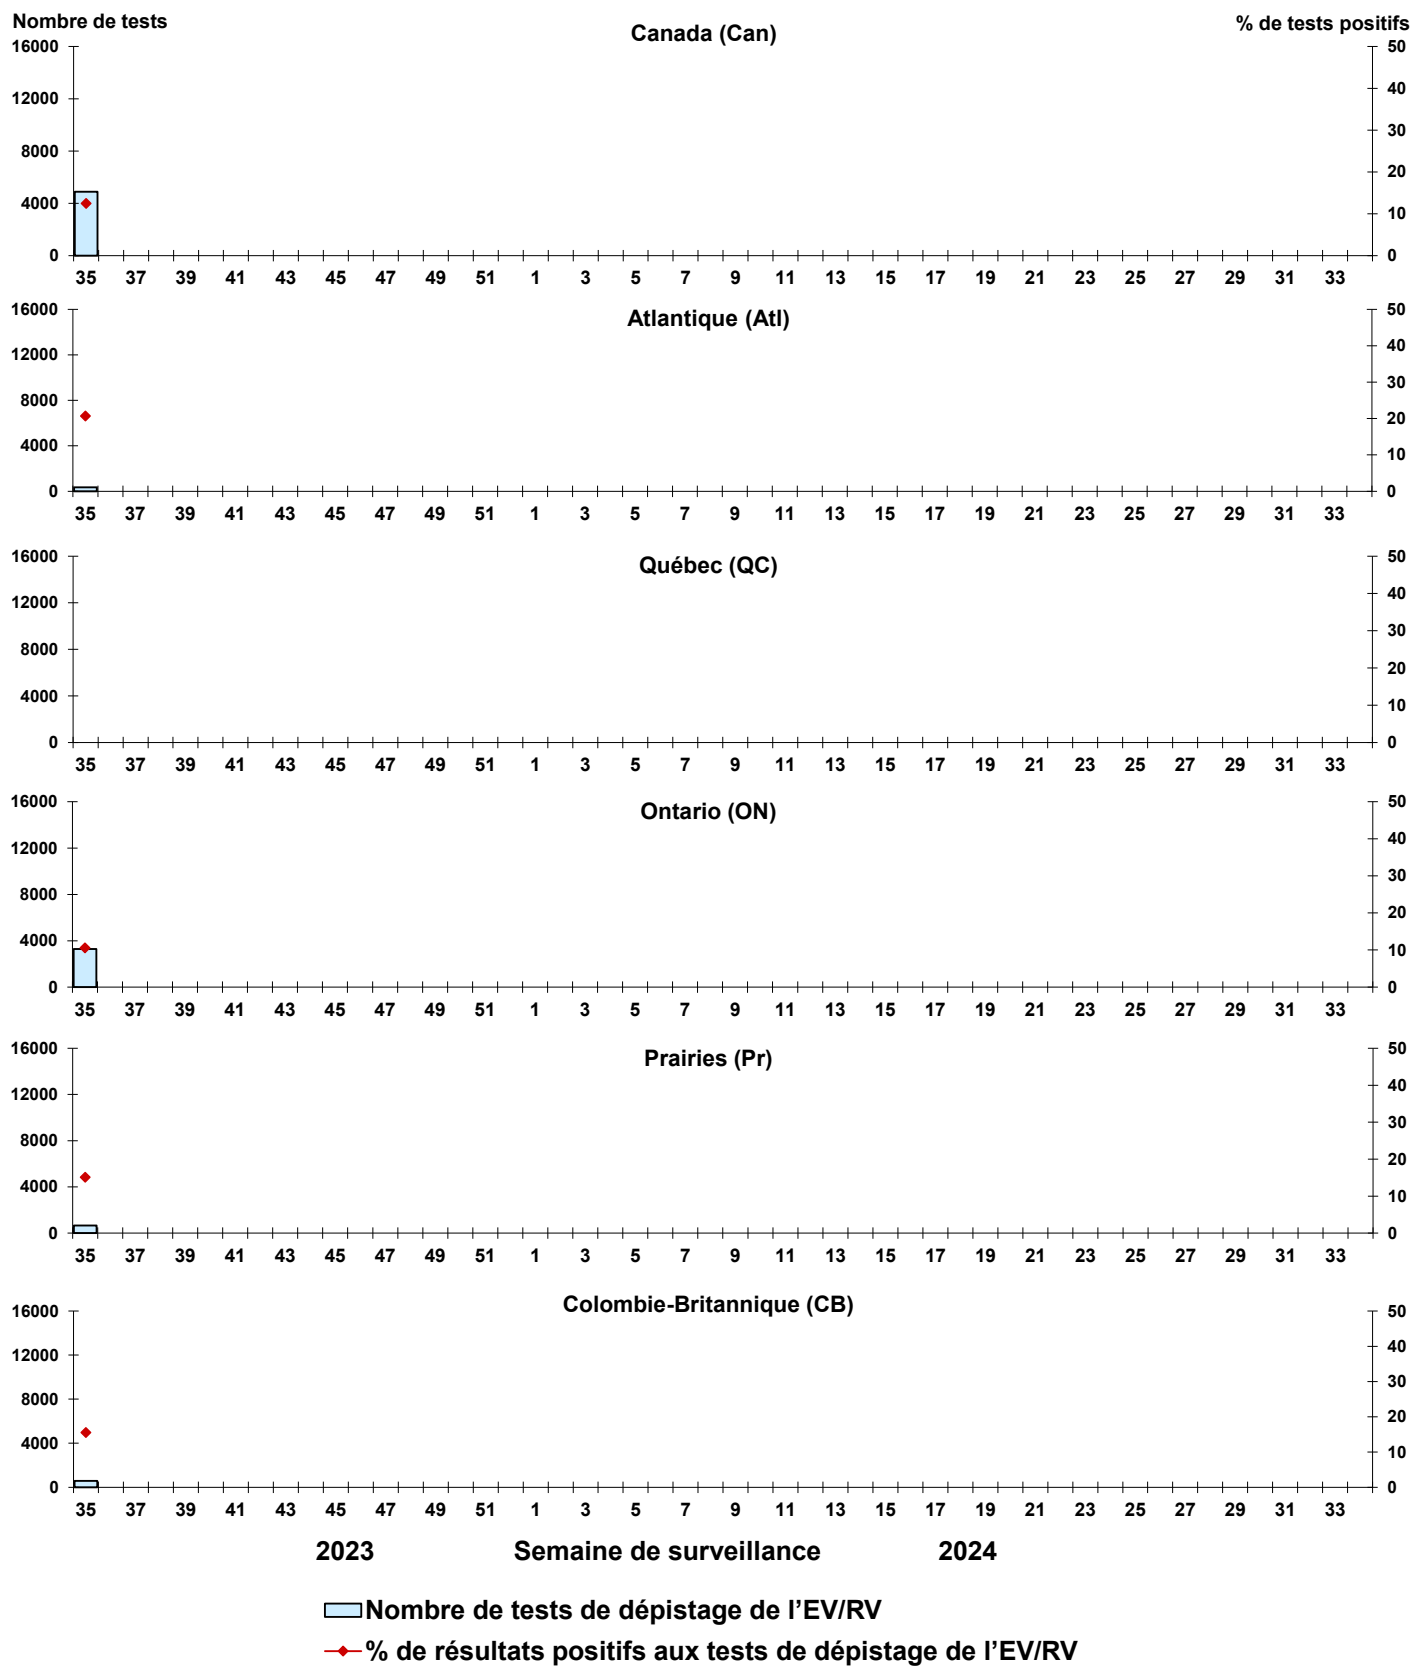 Nombre de tests % de tests positifs
Canada (Can)
16000 50
12000 40
8000 30
4000 20
0 10
0
35 37 39 41 43 45 47 49 51 1 3 5 7 9 11 13 15 17 19 21 23 25 27 29 31 33
Atlantique (Atl)
16000 50
12000 40
8000 30
4000 20
0 10
0
35 37 39 41 43 45 47 49 51 1 3 5 7 9 11 13 15 17 19 21 23 25 27 29 31 33
Québec (QC)
16000 50
12000 40
8000 30
4000 20
0 10
0
35 37 39 41 43 45 47 49 51 1 3 5 7 9 11 13 15 17 19 21 23 25 27 29 31 33
Ontario (ON)
16000 50
12000 40
8000 30
4000 20
0 10
0
35 37 39 41 43 45 47 49 51 1 3 5 7 9 11 13 15 17 19 21 23 25 27 29 31 33
Prairies (Pr)
16000 50
12000 40
8000 30
4000 20
0 10
0
35 37 39 41 43 45 47 49 51 1 3 5 7 9 11 13 15 17 19 21 23 25 27 29 31 33
Colombie-Britannique (CB)
16000 50
12000 40
8000 30
4000 20
0 10
0
35 37 39 41 43 45 47 49 51 1 3 5 7 9 11 13 15 17 19 21 23 25 27 29 31 33
2023 Semaine de surveillance 2024
Nombre de tests de dépistage de l’EV/RV
% de résultats positifs aux tests de dépistage de l’EV/RV